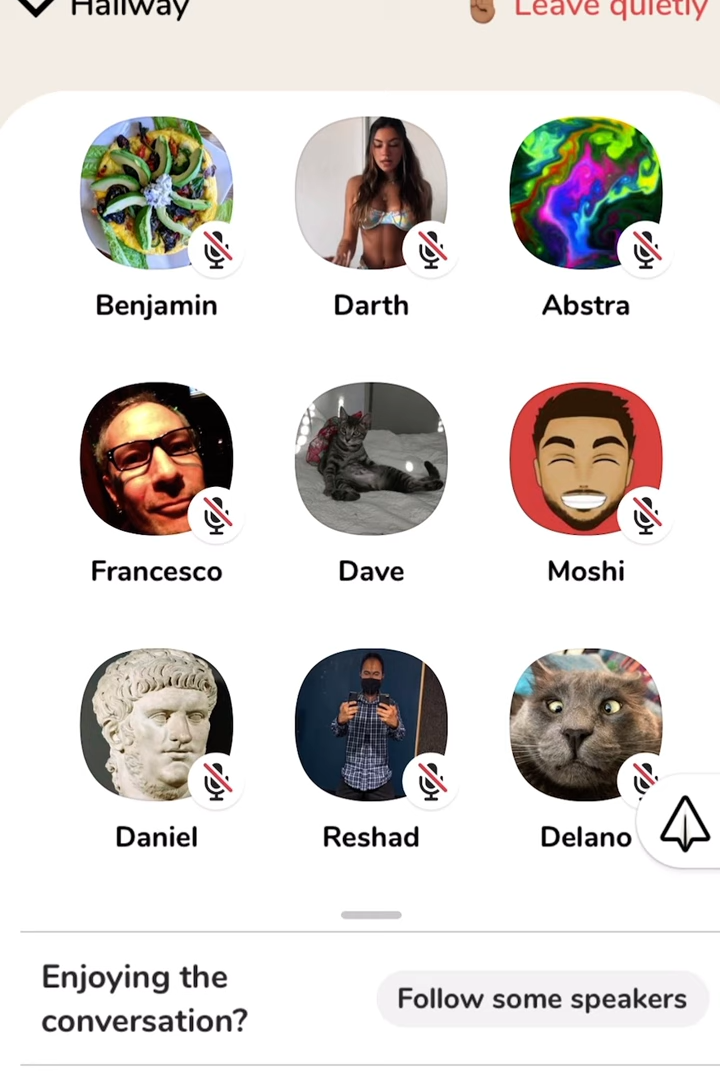 Hallway
Leave quietly
Benjamin
Darth
Abstra
Francesco
Dave
Moshi
Daniel
Reshad
Delano
Enjoying the
conversation?
Follow some speakers